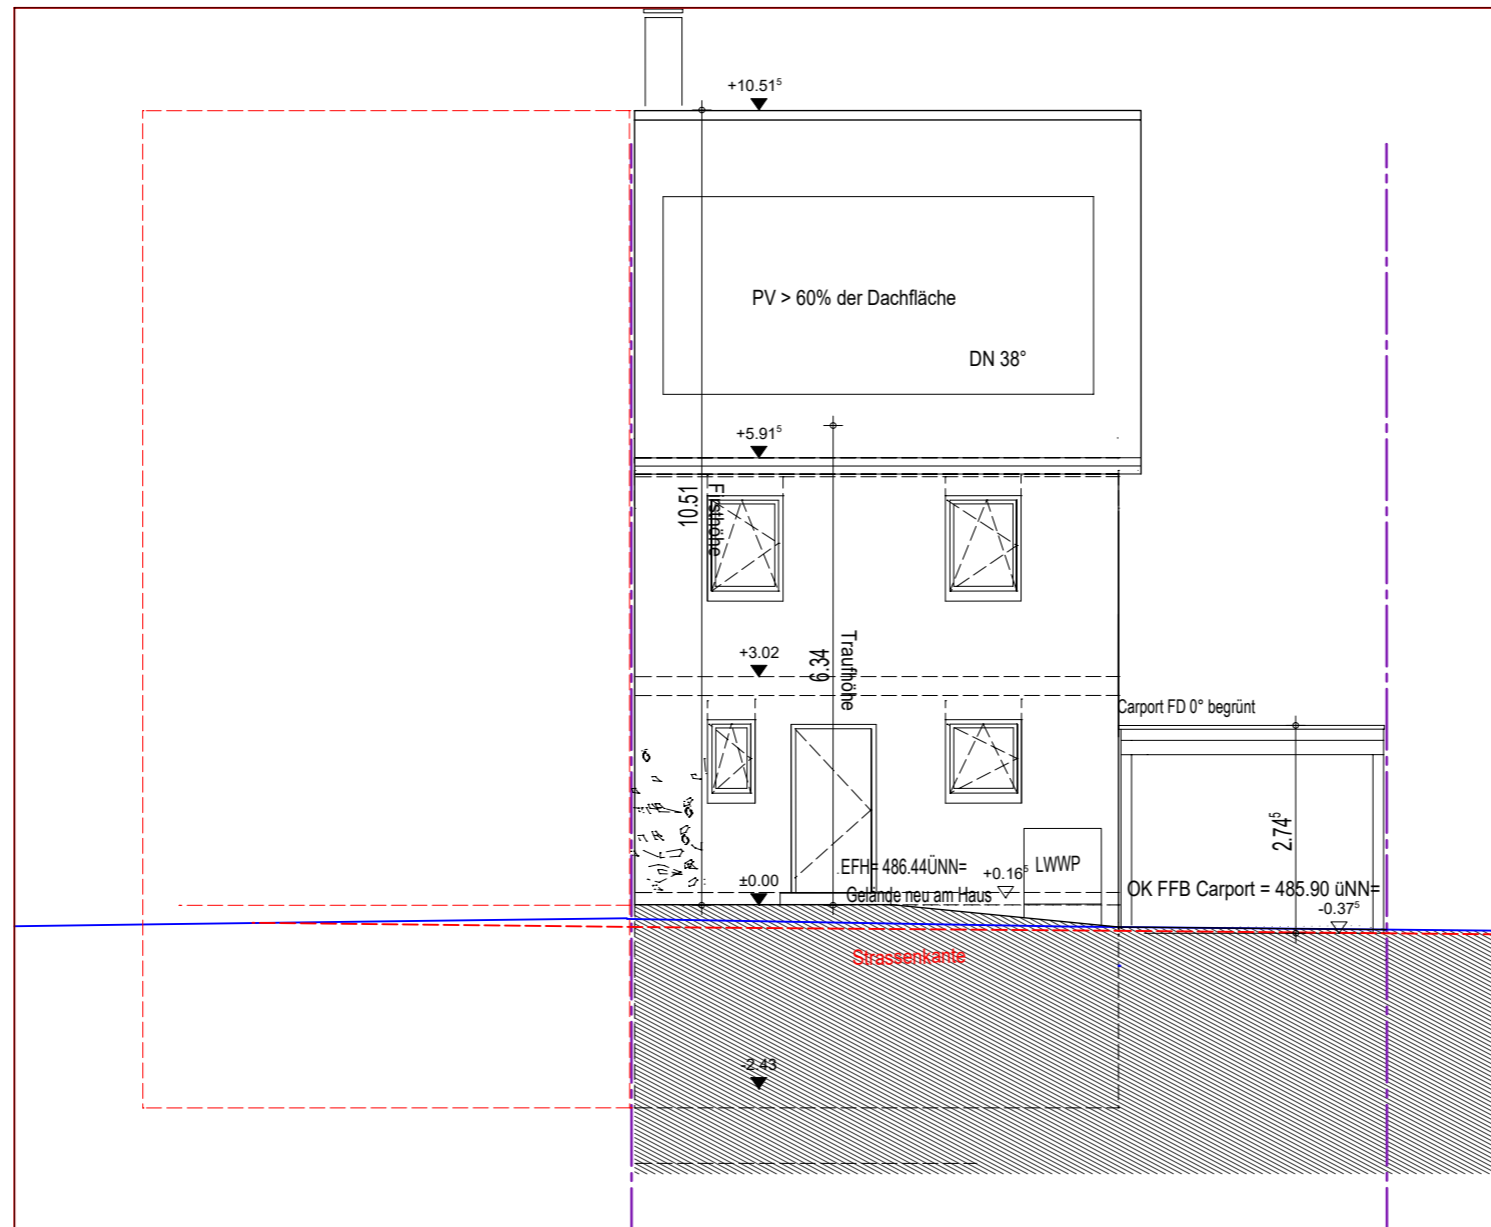 +10.51⁵
PV > 60% der Dachfläche
DN 38°
+5.91⁵
10.51
Firsthöhe
+3.02
6.34
Traufhöhe
Carport FD 0° begrünt
2.74⁵
±0.00
EFH= 486.44ÜNN=
Gelände neu am Haus
+0.16⁵
LWWP
OK FFB Carport = 485.90 üNN=
-0.37⁵
Strassenkante
-2.43